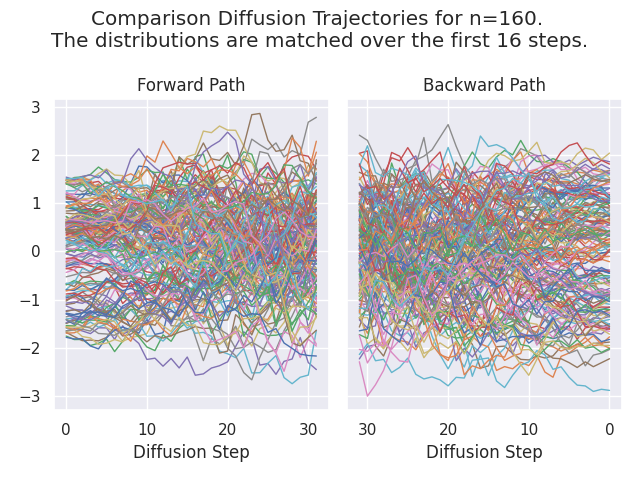 Comparison Diffusion Trajectories for n=160.
The distributions are matched over the first 16 steps.
Forward Path
Backward Path
3
2
1
0
−1
−2
−3
0 10 20 30
30 20 10 0
Diffusion Step
Diffusion Step